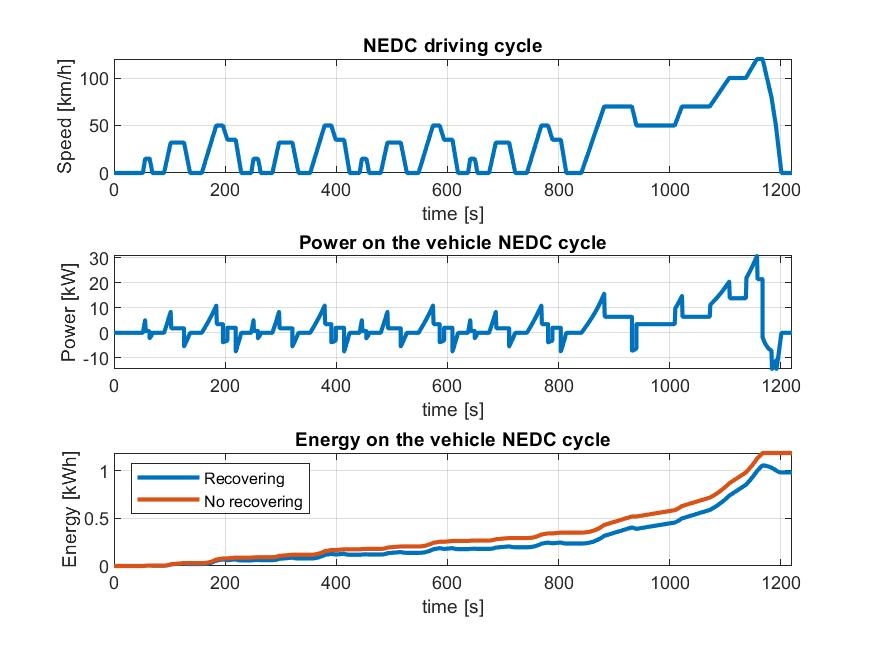 NEDC driving cycle
Speed [km/h]
100
50
0
0 200 400 600 800 1000 1200
time [s]
Power on the vehicle NEDC cycle
Power [kW]
30
20
10
0
-10
0 200 400 600 800 1000 1200
time [s]
Energy on the vehicle NEDC cycle
Energy [kWh]
1
0.5
0
Recovering
No recovering
0 200 400 600 800 1000 1200
time [s]